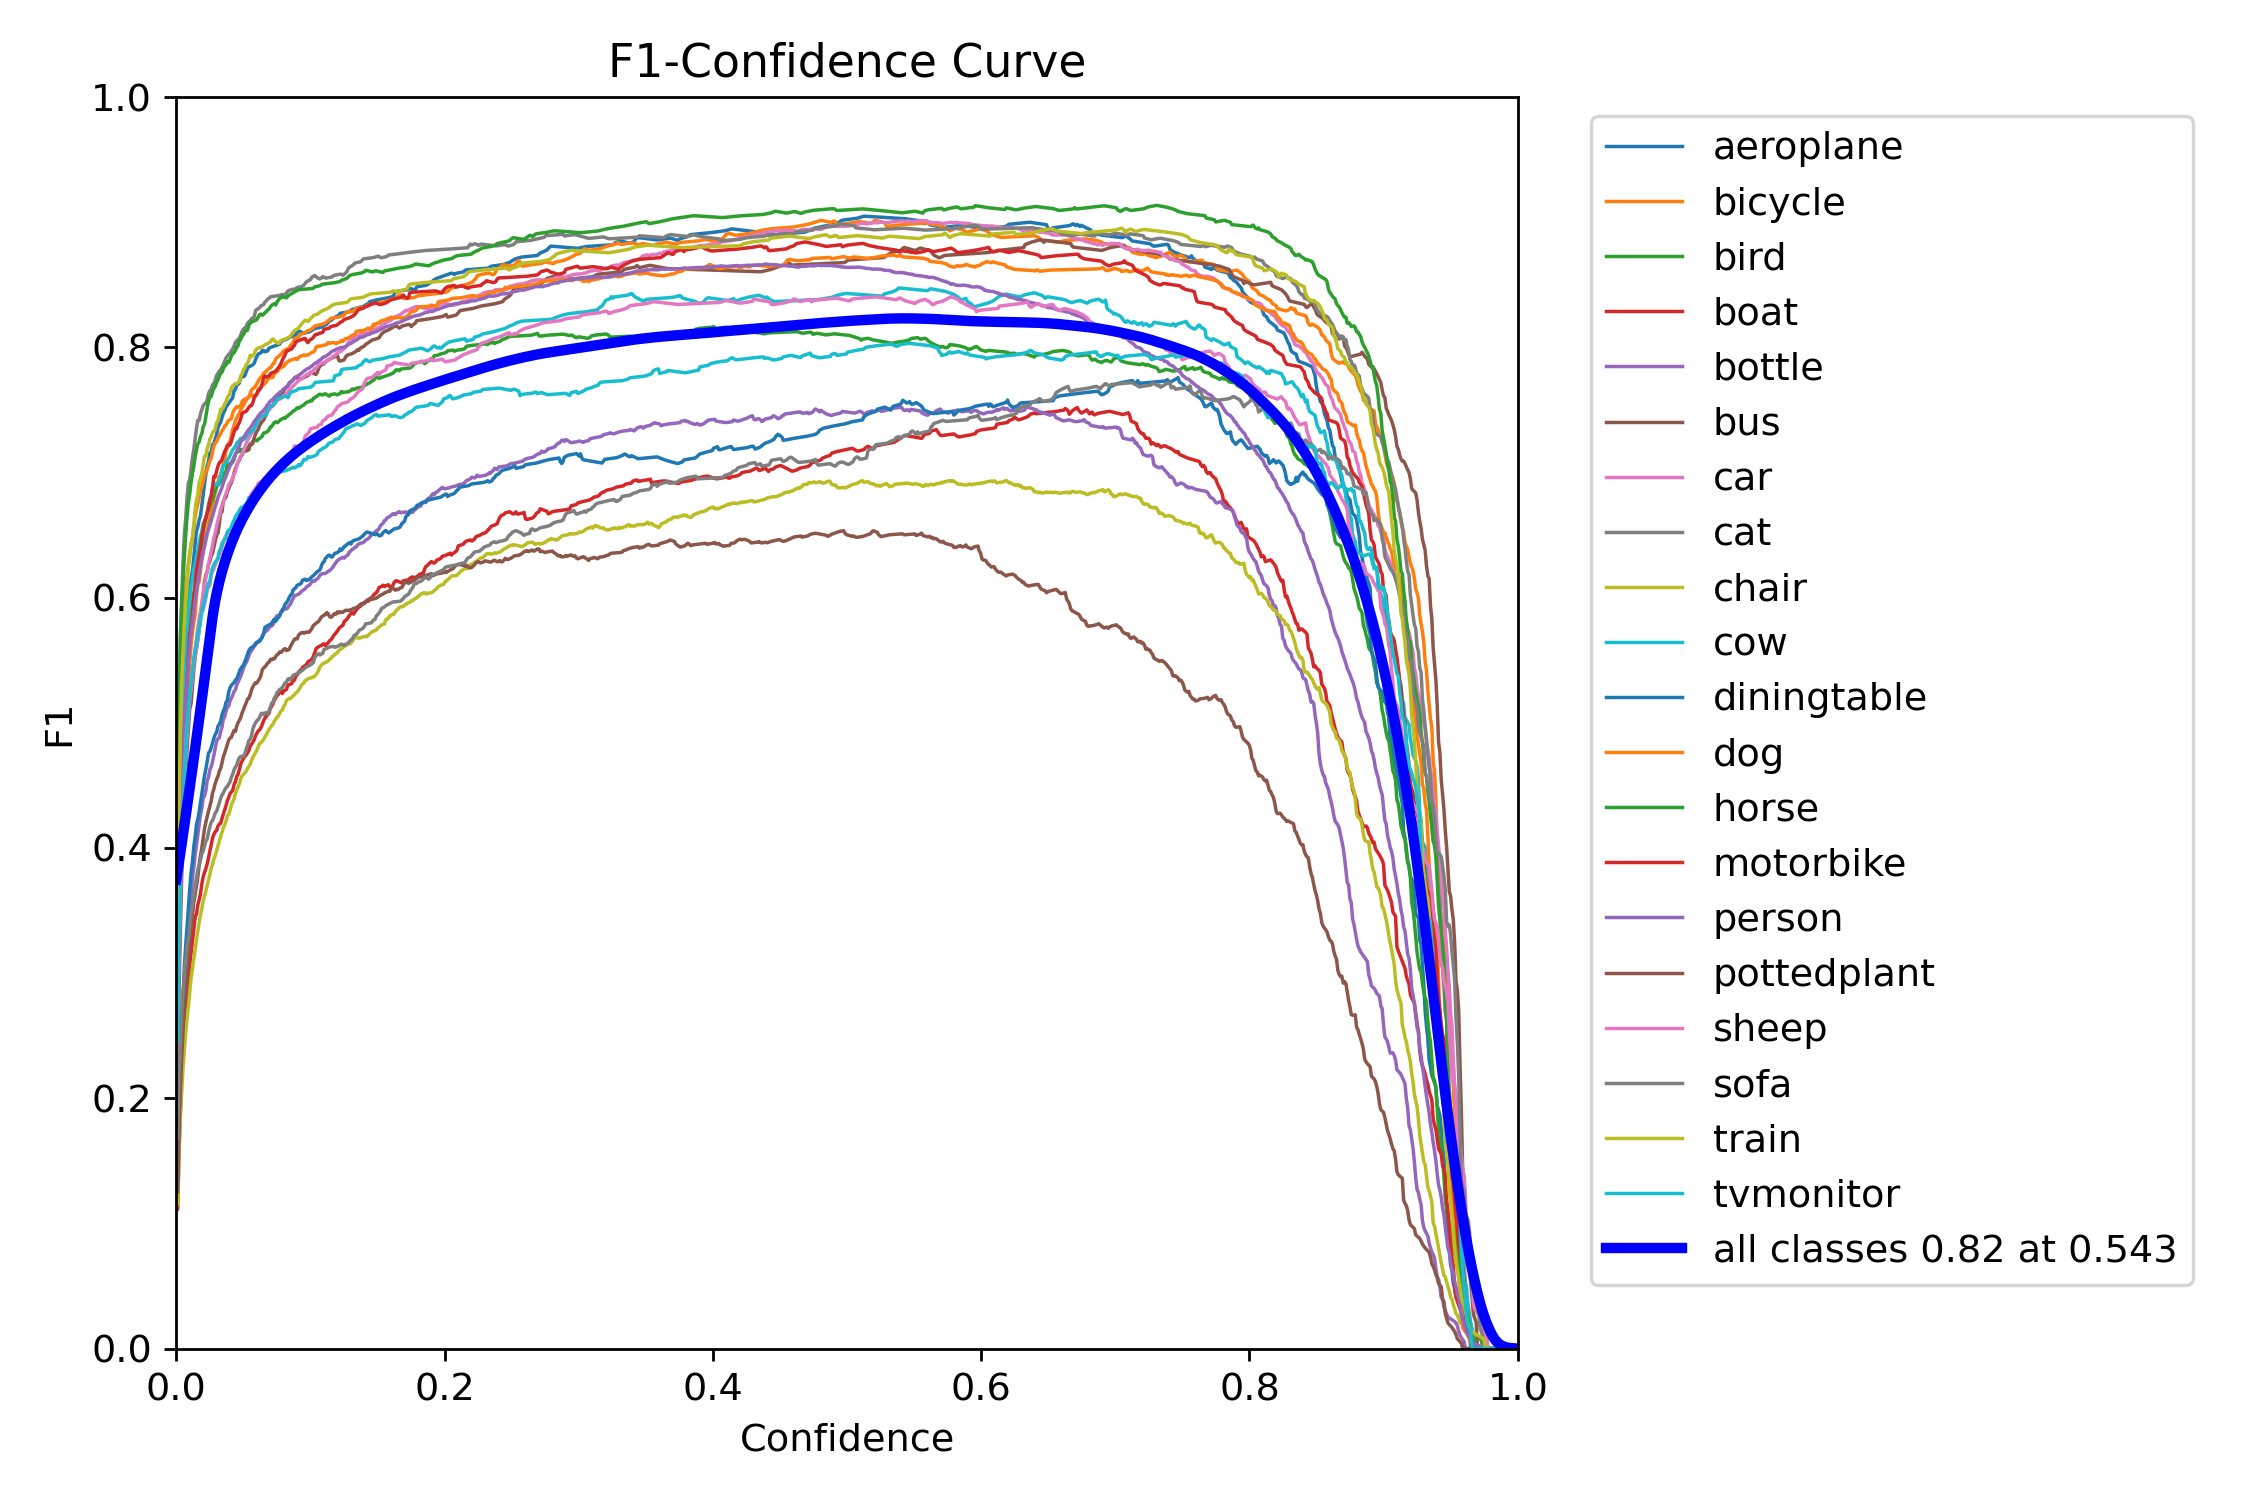 F1-Confidence Curve
1.0
0.8
0.6
0.4
0.2
0.0
F1
0.0 0.2 0.4 0.6 0.8 1.0
Confidence
aeroplane
bicycle
bird
boat
bottle
bus
car
cat
chair
cow
diningtable
dog
horse
motorbike
person
pottedplant
sheep
sofa
train
tvmonitor
all classes 0.82 at 0.543